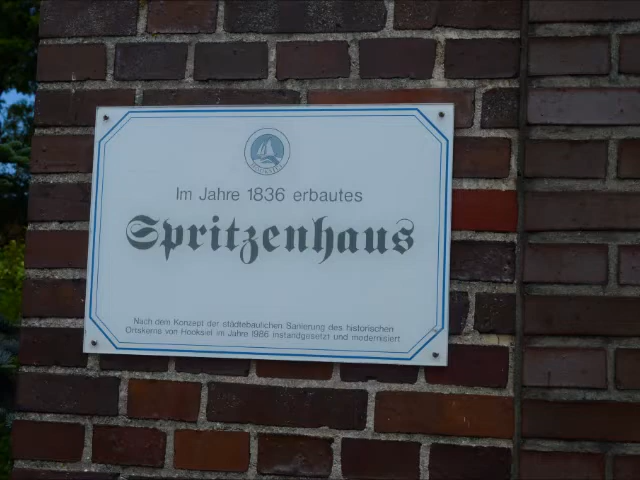 HOOKSIEL
Im Jahre 1836 erbautes
Spritzenhaus
Nach dem Konzept der städtebaulichen Sanierung des historischen
Ortskerns von Hooksiel im Jahre 1986 instandgesetzt und modernisiert